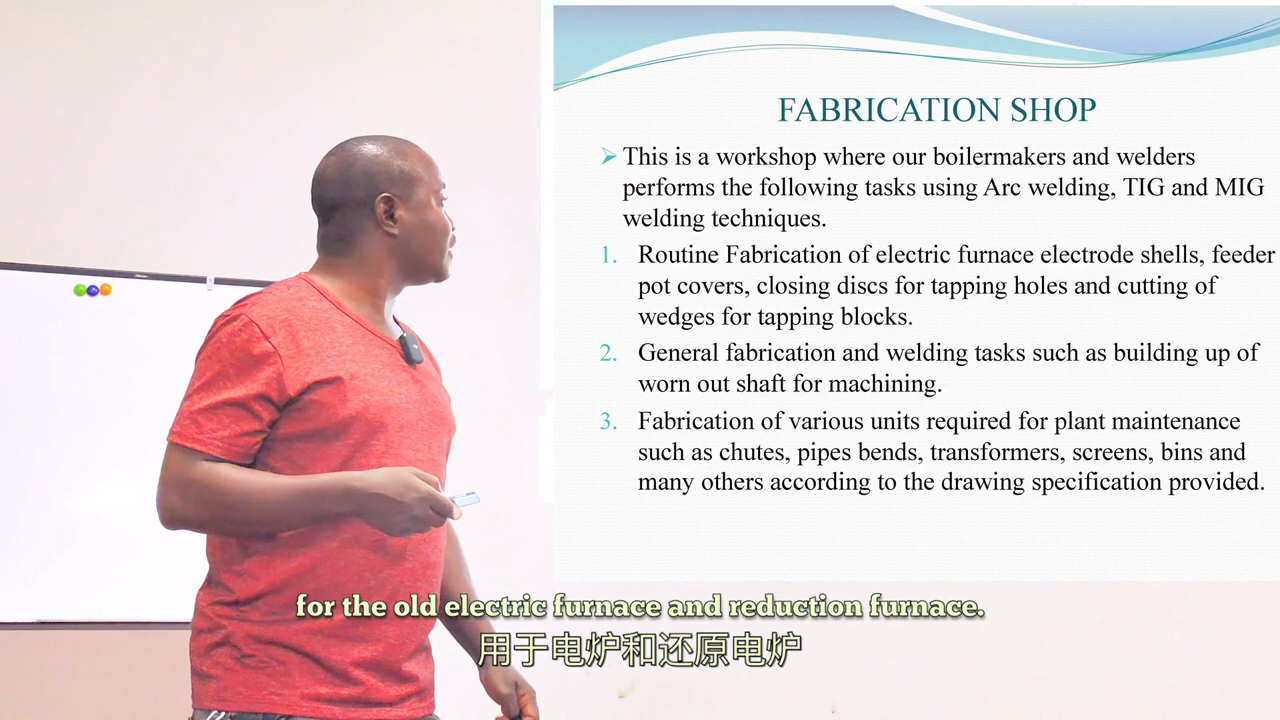 FABRICATION SHOP
This is a workshop where our boilermakers and welders
performs the following tasks using Arc welding, TIG and MIG
welding techniques.
1. Routine Fabrication of electric furnace electrode shells, feeder
pot covers, closing discs for tapping holes and cutting of
wedges for tapping blocks.
2. General fabrication and welding tasks such as building up of
worn out shaft for machining.
3. Fabrication of various units required for plant maintenance
such as chutes, pipes bends, transformers, screens, bins and
many others according to the drawing specification provided.
for the old electric furnace and reduction furnace.
用于电炉和还原电炉